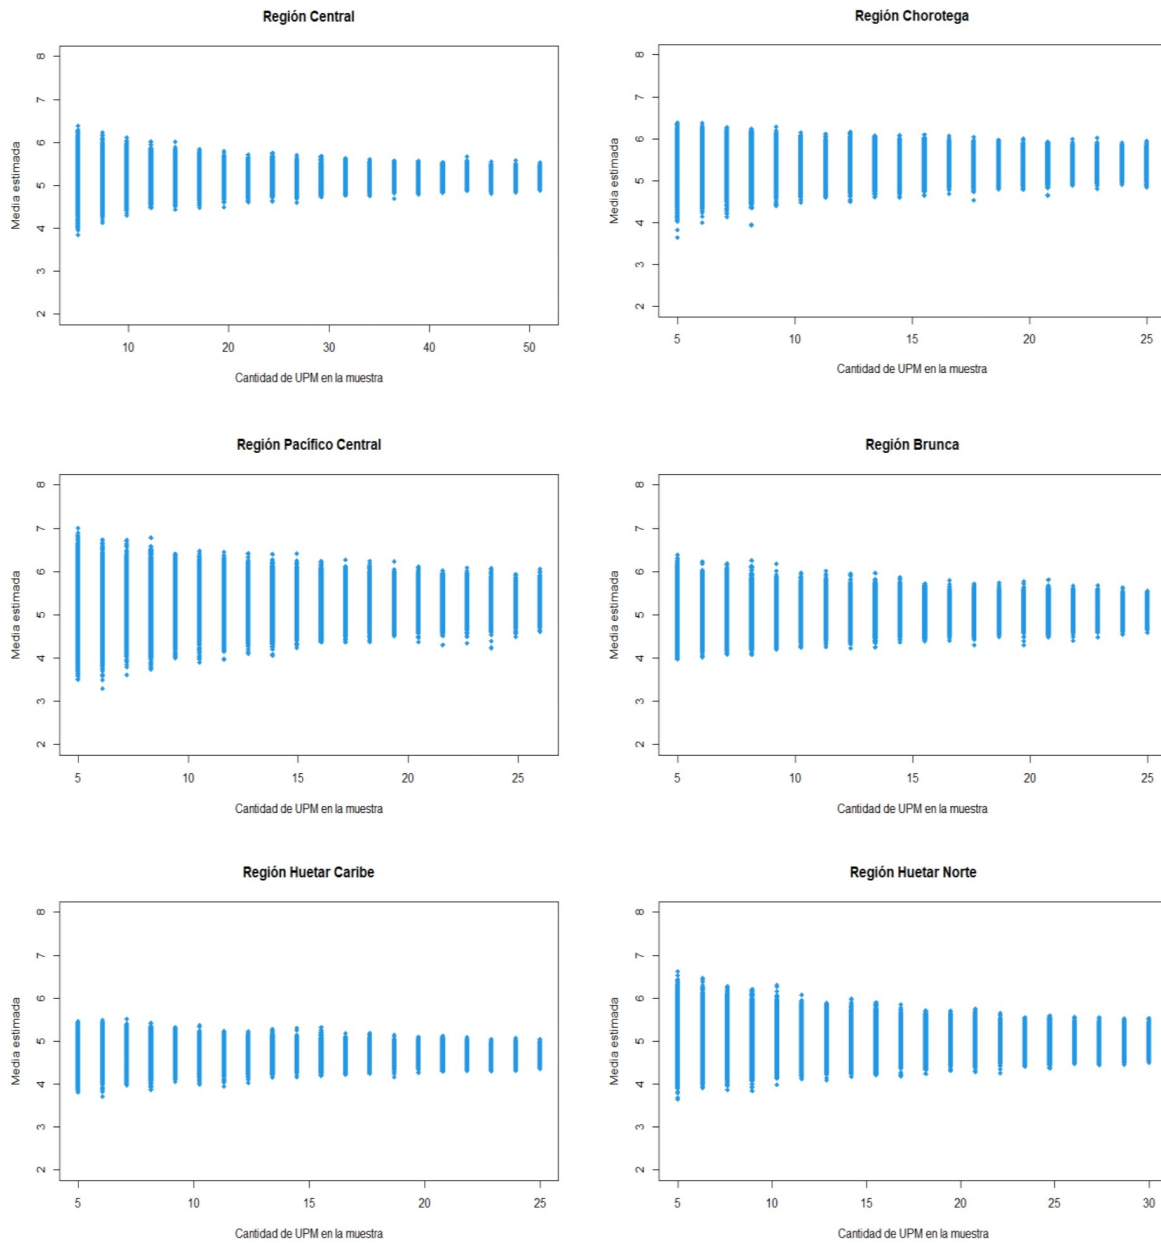 Región Central
Media estimada
8
7
6
5
4
3
2
10 20 30 40 50
Cantidad de UPM en la muestra
Región Chorotega
Media estimada
8
7
6
5
4
3
2
5 10 15 20 25
Cantidad de UPM en la muestra
Región Pacífico Central
Media estimada
8
7
6
5
4
3
2
5 10 15 20 25
Cantidad de UPM en la muestra
Región Brunca
Media estimada
8
7
6
5
4
3
2
5 10 15 20 25
Cantidad de UPM en la muestra
Región Huetar Caribe
Media estimada
8
7
6
5
4
3
2
5 10 15 20 25
Cantidad de UPM en la muestra
Región Huetar Norte
Media estimada
8
7
6
5
4
3
2
5 10 15 20 25 30
Cantidad de UPM en la muestra